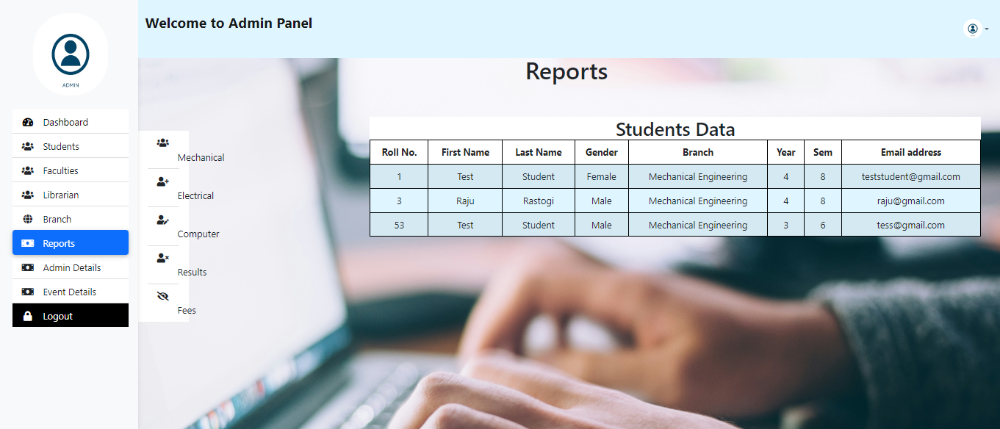 Welcome to Admin Panel
ADMIN
Dashboard
Students
Faculties
Librarian
Branch
Reports
Admin Details
Event Details
Logout
Mechanical
Electrical
Computer
Results
Fees
Reports
Students Data
Roll No. First Name Last Name Gender Branch Year Sem Email address
1 Test Student Female Mechanical Engineering 4 8 teststudent@gmail.com
3 Raju Rastogi Male Mechanical Engineering 4 8 raju@gmail.com
53 Test Student Male Mechanical Engineering 3 6 tess@gmail.com